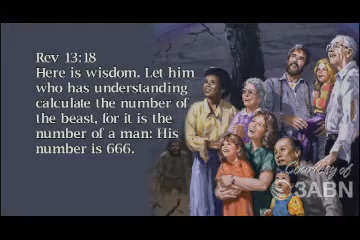 Rev 13:18
Here is wisdom. Let him
who has understanding
calculate the number of
the beast, for it is the
number of a man: His
number is 666.
Courtesy of
3ABN